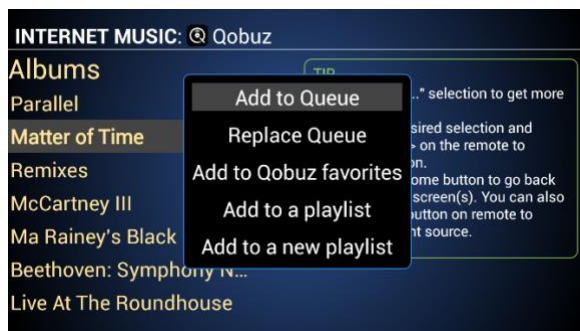 INTERNET MUSIC: Qobuz
Albums
Parallel
Matter of Time
Remixes
McCartney III
Ma Rainey's Black
Beethoven: Symphony N...
Live At The Roundhouse
Add to Queue
Replace Queue
Add to Qobuz favorites
Add to a playlist
Add to a new playlist
TIP
.." selection to get more
sired selection and
> on the remote to
on.
ome button to go back
screen(s). You can also
utton on remote to
nt source.